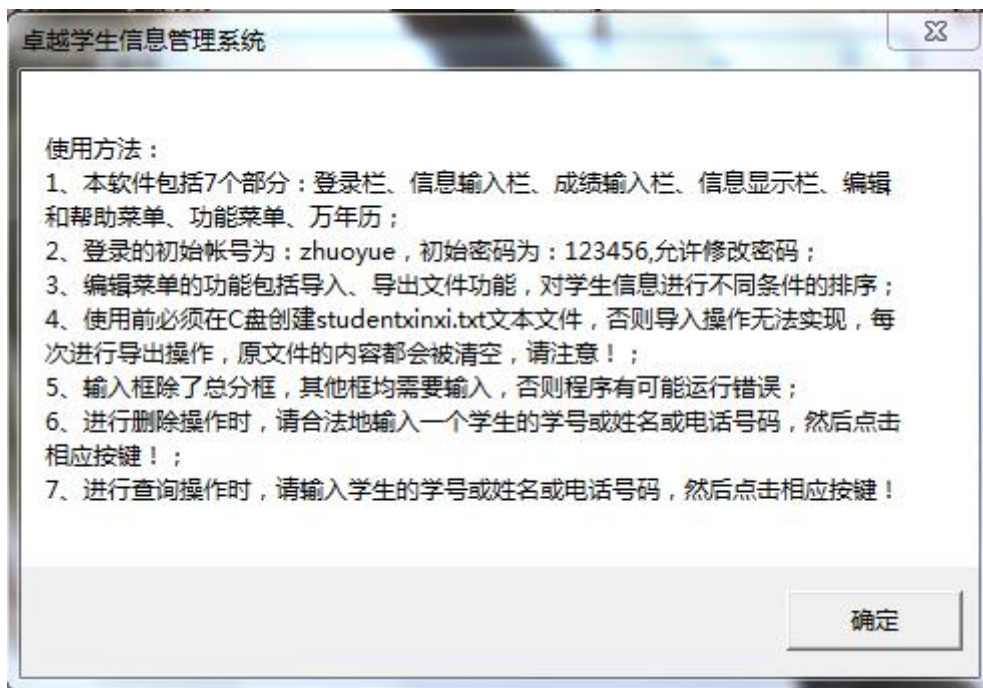 卓越学生信息管理系统
使用方法：
1、本软件包括7个部分：登录栏、信息输入栏、成绩输入栏、信息显示栏、编辑
和帮助菜单、功能菜单、万年历；
2、登录的初始帐号为：zhuoyue，初始密码为：123456,允许修改密码；
3、编辑菜单的功能包括导入、导出文件功能，对学生信息进行不同条件的排序；
4、使用前必须在C盘创建studentxinxi.txt文本文件，否则导入操作无法实现，每
次进行导出操作，原文件的内容都会被清空，请注意！；
5、输入框除了总分框，其他框均需要输入，否则程序有可能运行错误；
6、进行删除操作时，请合法地输入一个学生的学号或姓名或电话号码，然后点击
相应按键！；
7、进行查询操作时，请输入学生的学号或姓名或电话号码，然后点击相应按键！
确定